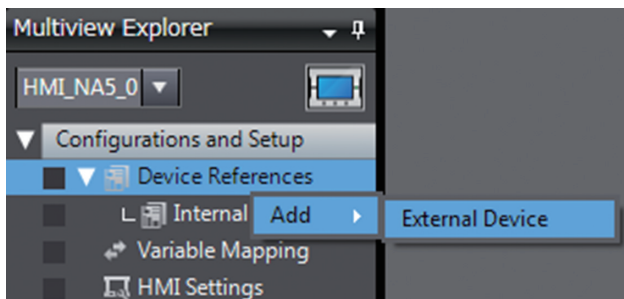 Multiview Explorer
HMI_NA5_0
Configurations and Setup
Device References
Internal
Add
External Device
Variable Mapping
HMI Settings